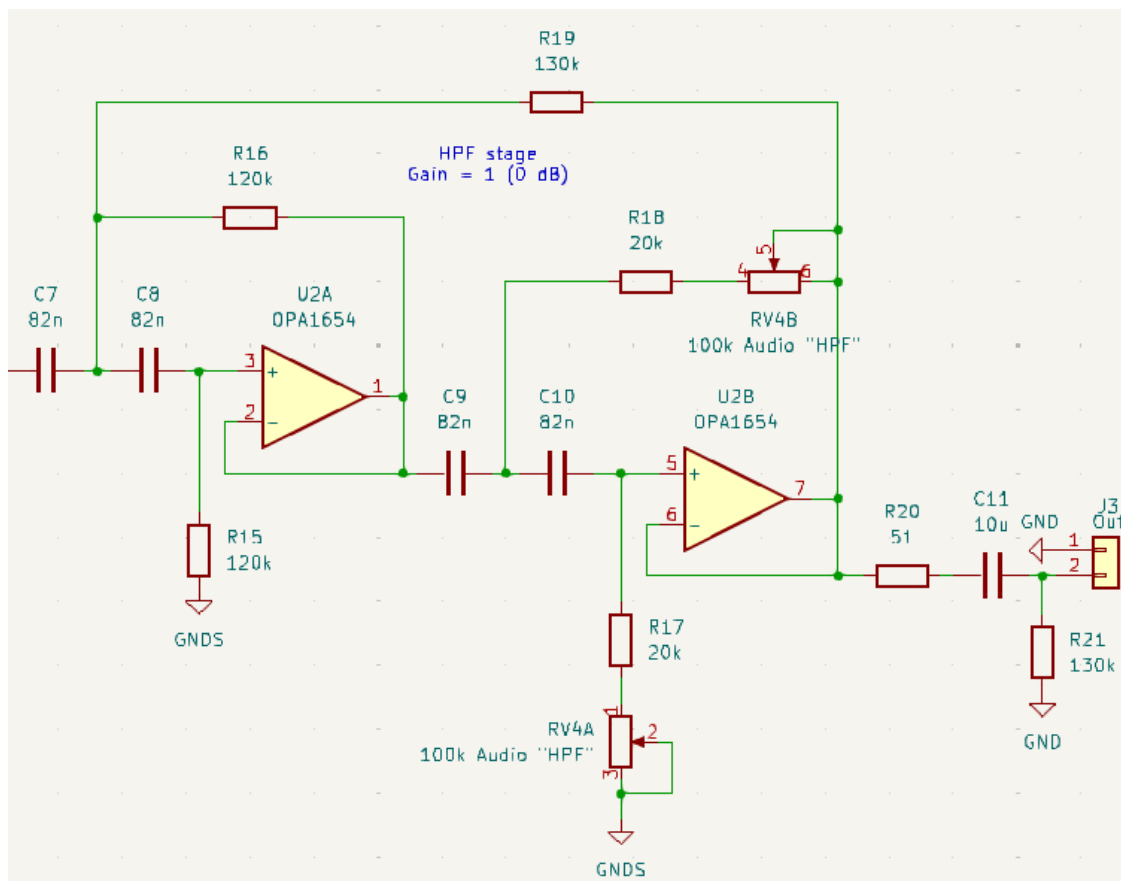 R19
130k
HPF stage
Gain = 1 (0 dB)
R16
120k
R18
20k
5
4
6
RV4B
100k Audio "HPF"
C7
82n
C8
82n
U2A
OPA1654
3
+
1
2
−
C9
82n
C10
82n
U2B
OPA1654
5
+
7
6
−
R15
120k
GNDS
R20
51
C11
10u
GND
J3
Out
1
2
R17
20k
R21
130k
GND
1
RV4A
2
100k Audio "HPF"
3
GNDS